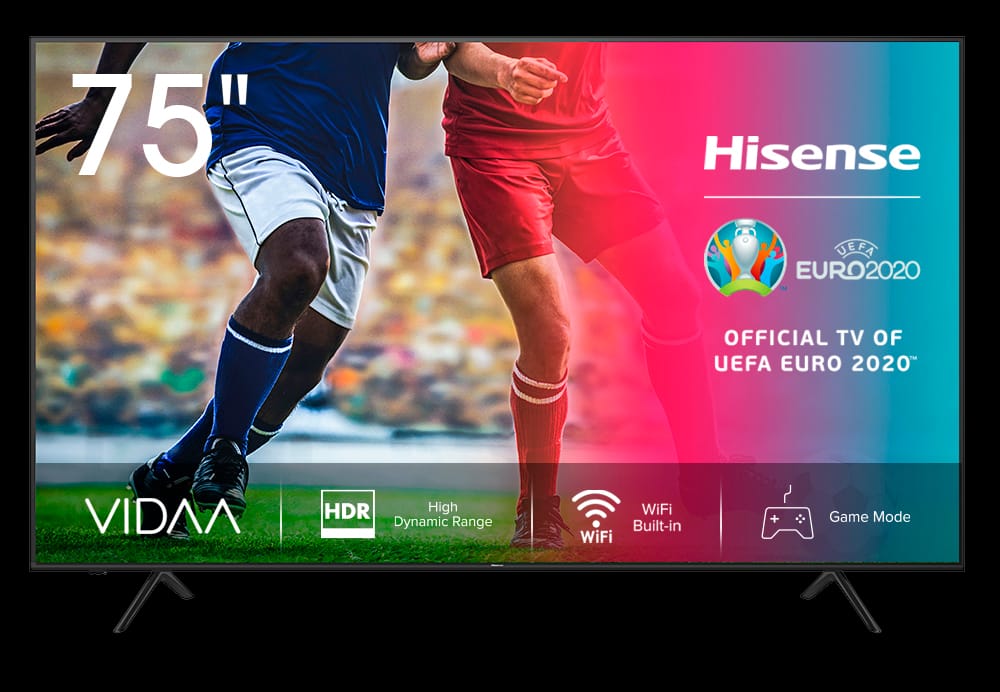 75"
Hisense
UEFA
EURO2020
OFFICIAL TV OF
UEFA EURO 2020™
VIDAA
HDR
High
Dynamic Range
WiFi
WiFi
Built-in
Game Mode